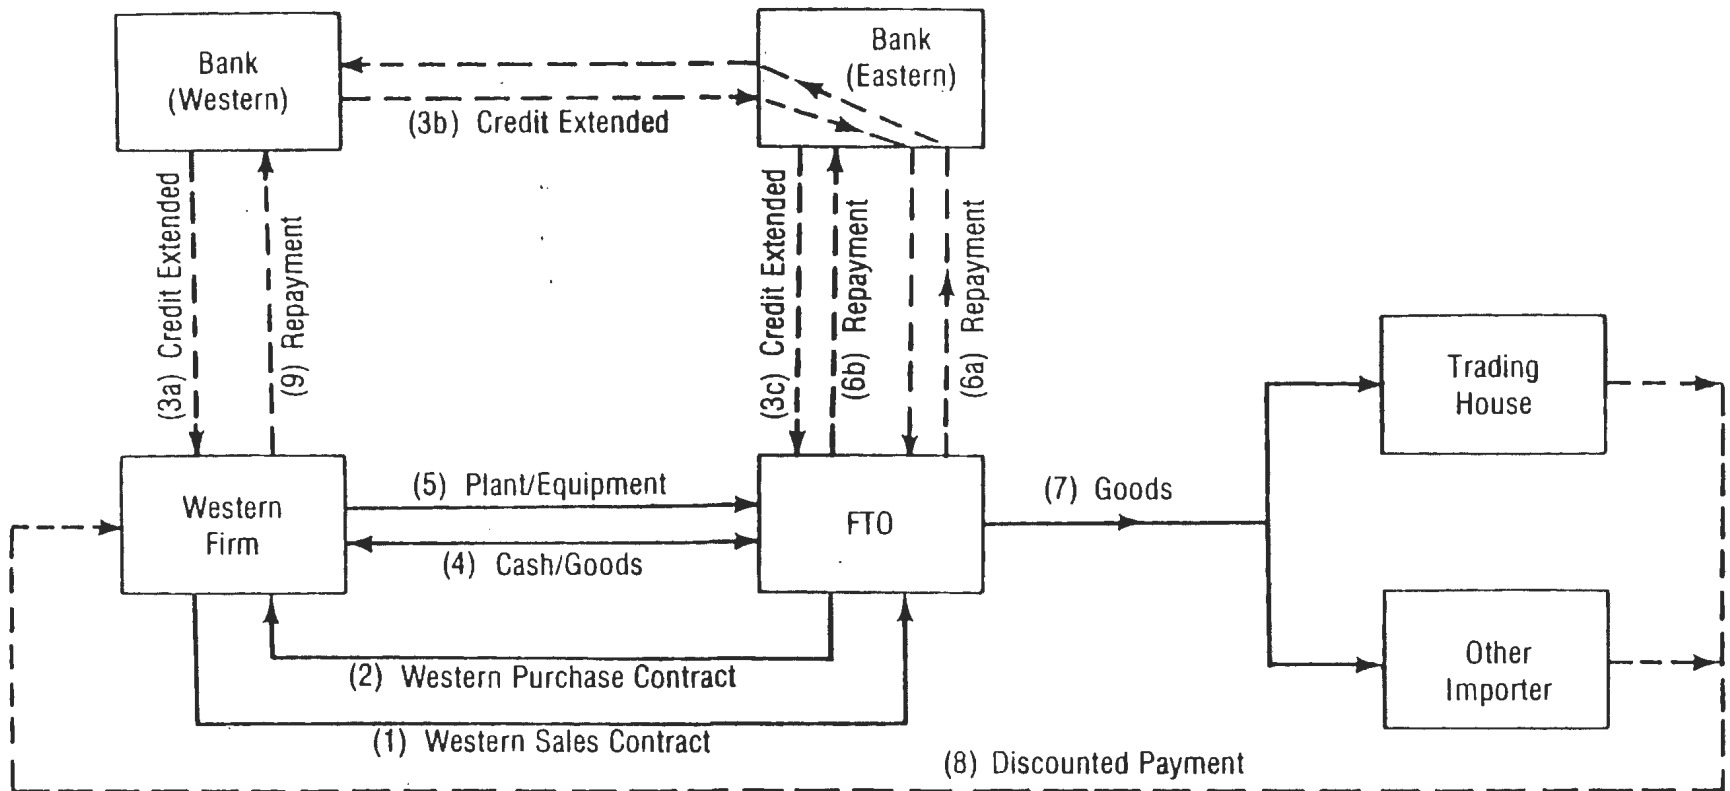 Bank
(Western)
Bank
(Eastern)
(3b) Credit Extended
(3a) Credit Extended
(9) Repayment
(3c) Credit Extended
(6b) Repayment
(6a) Repayment
Trading
House
Western
Firm
(5) Plant/Equipment
(4) Cash/Goods
FTO
(7) Goods
Other
Importer
(2) Western Purchase Contract
(1) Western Sales Contract
(8) Discounted Payment